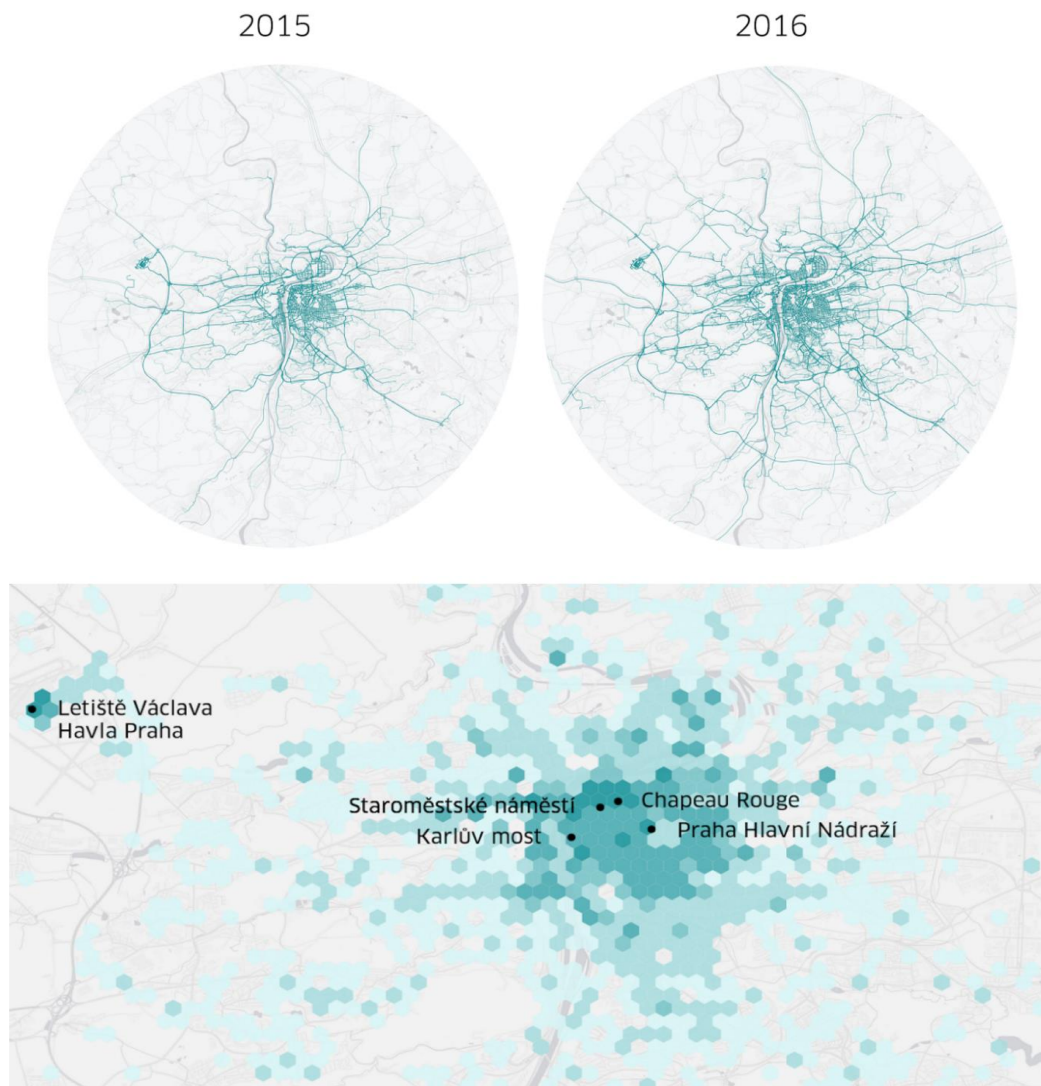 2015
2016
Letiště Václava
Havla Praha
Staroměstské náměstí
Chapeau Rouge
Karlův most
Praha Hlavní Nádraží